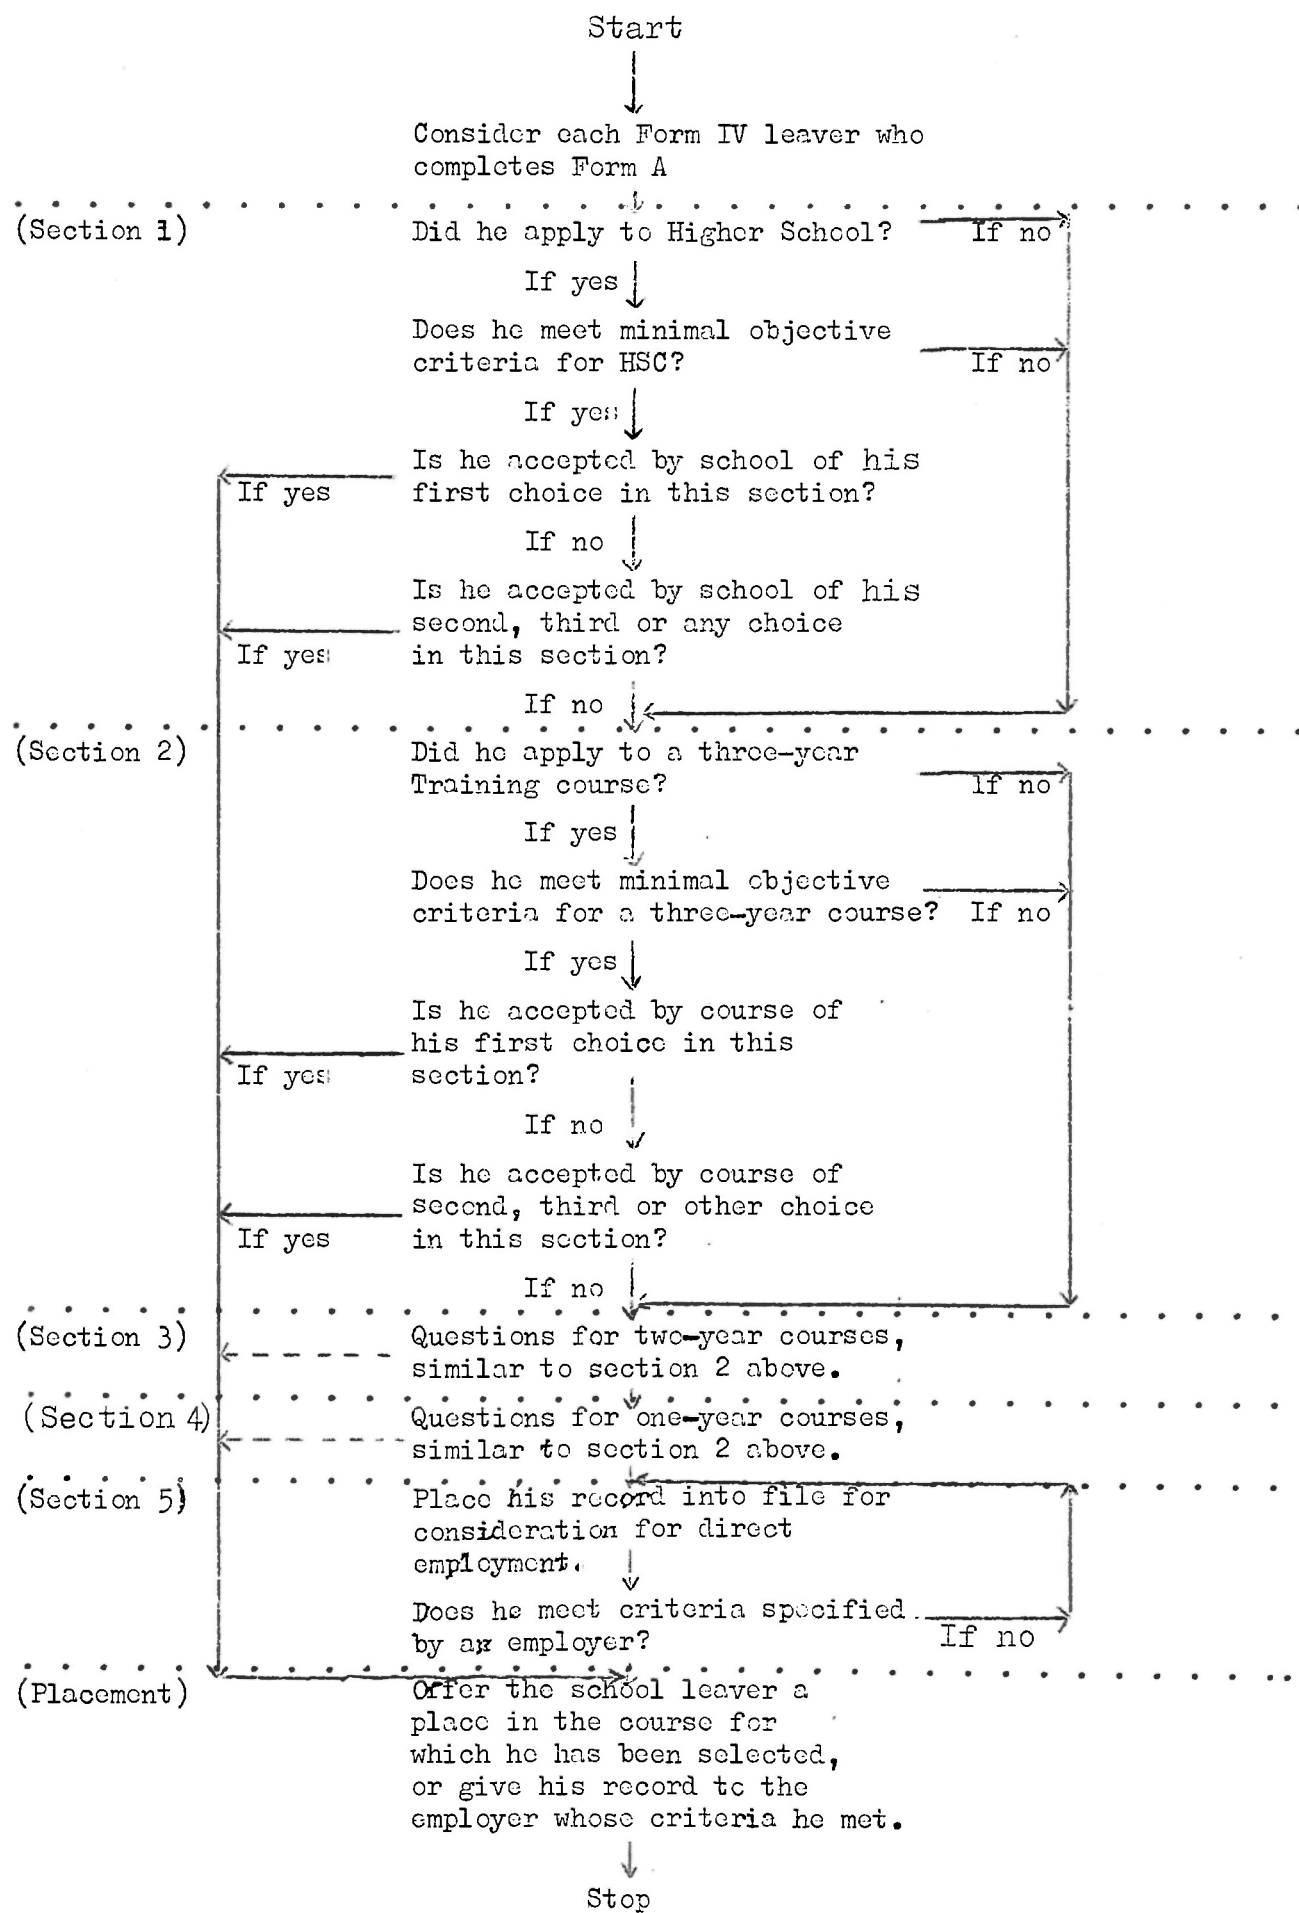 Start
Consider each Form IV leaver who
completes Form A
(Section 1)
Did he apply to Higher School?
If no
If yes
Does he meet minimal objective
criteria for HSC?
If no
If yes
Is he accepted by school of his
first choice in this section?
If yes
If no
Is he accepted by school of his
second, third or any choice
in this section?
If yes
If no
(Section 2)
Did he apply to a three-year
Training course?
If no
If yes
Does he meet minimal objective
criteria for a three-year course?
If no
If yes
Is he accepted by course of
his first choice in this
section?
If yes
If no
Is he accepted by course of
second, third or other choice
in this section?
If yes
If no
(Section 3)
Questions for two-year courses,
similar to section 2 above.
(Section 4)
Questions for one-year courses,
similar to section 2 above.
(Section 5)
Place his record into file for
consideration for direct
employment.
Does he meet criteria specified
by an employer?
If no
(Placement)
Offer the school leaver a
place in the course for
which he has been selected,
or give his record to the
employer whose criteria he met.
Stop